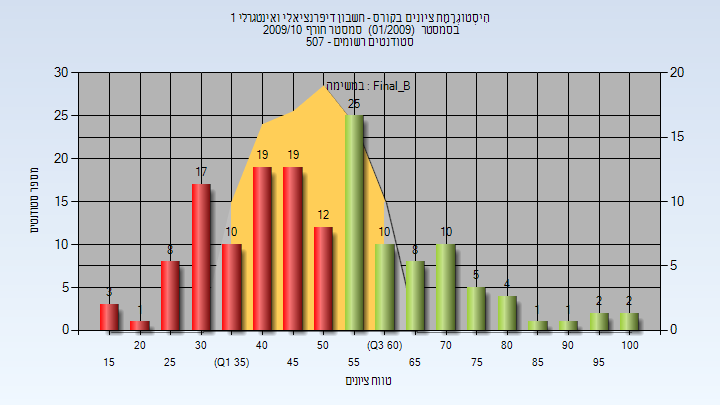 היסטוגרמת ציונים בקורס - חשבון דיפרנציאלי ואינטגרלי 1
בסמסטר (01/2009) סמסטר חורף 2009/10
סטודנטים רשומים - 507
במשימה : Final_B
30 25 20 15 10 5 0
מספר סטודנטים
20 15 10 5 0
3 1 8 17 10 19 19 12 25 10 8 10 5 4 1 1 2 2
20 30 40 50 (Q3 60) 70 80 90 100
15 25 (Q1 35) 45 55 65 75 85 95
טווח ציונים